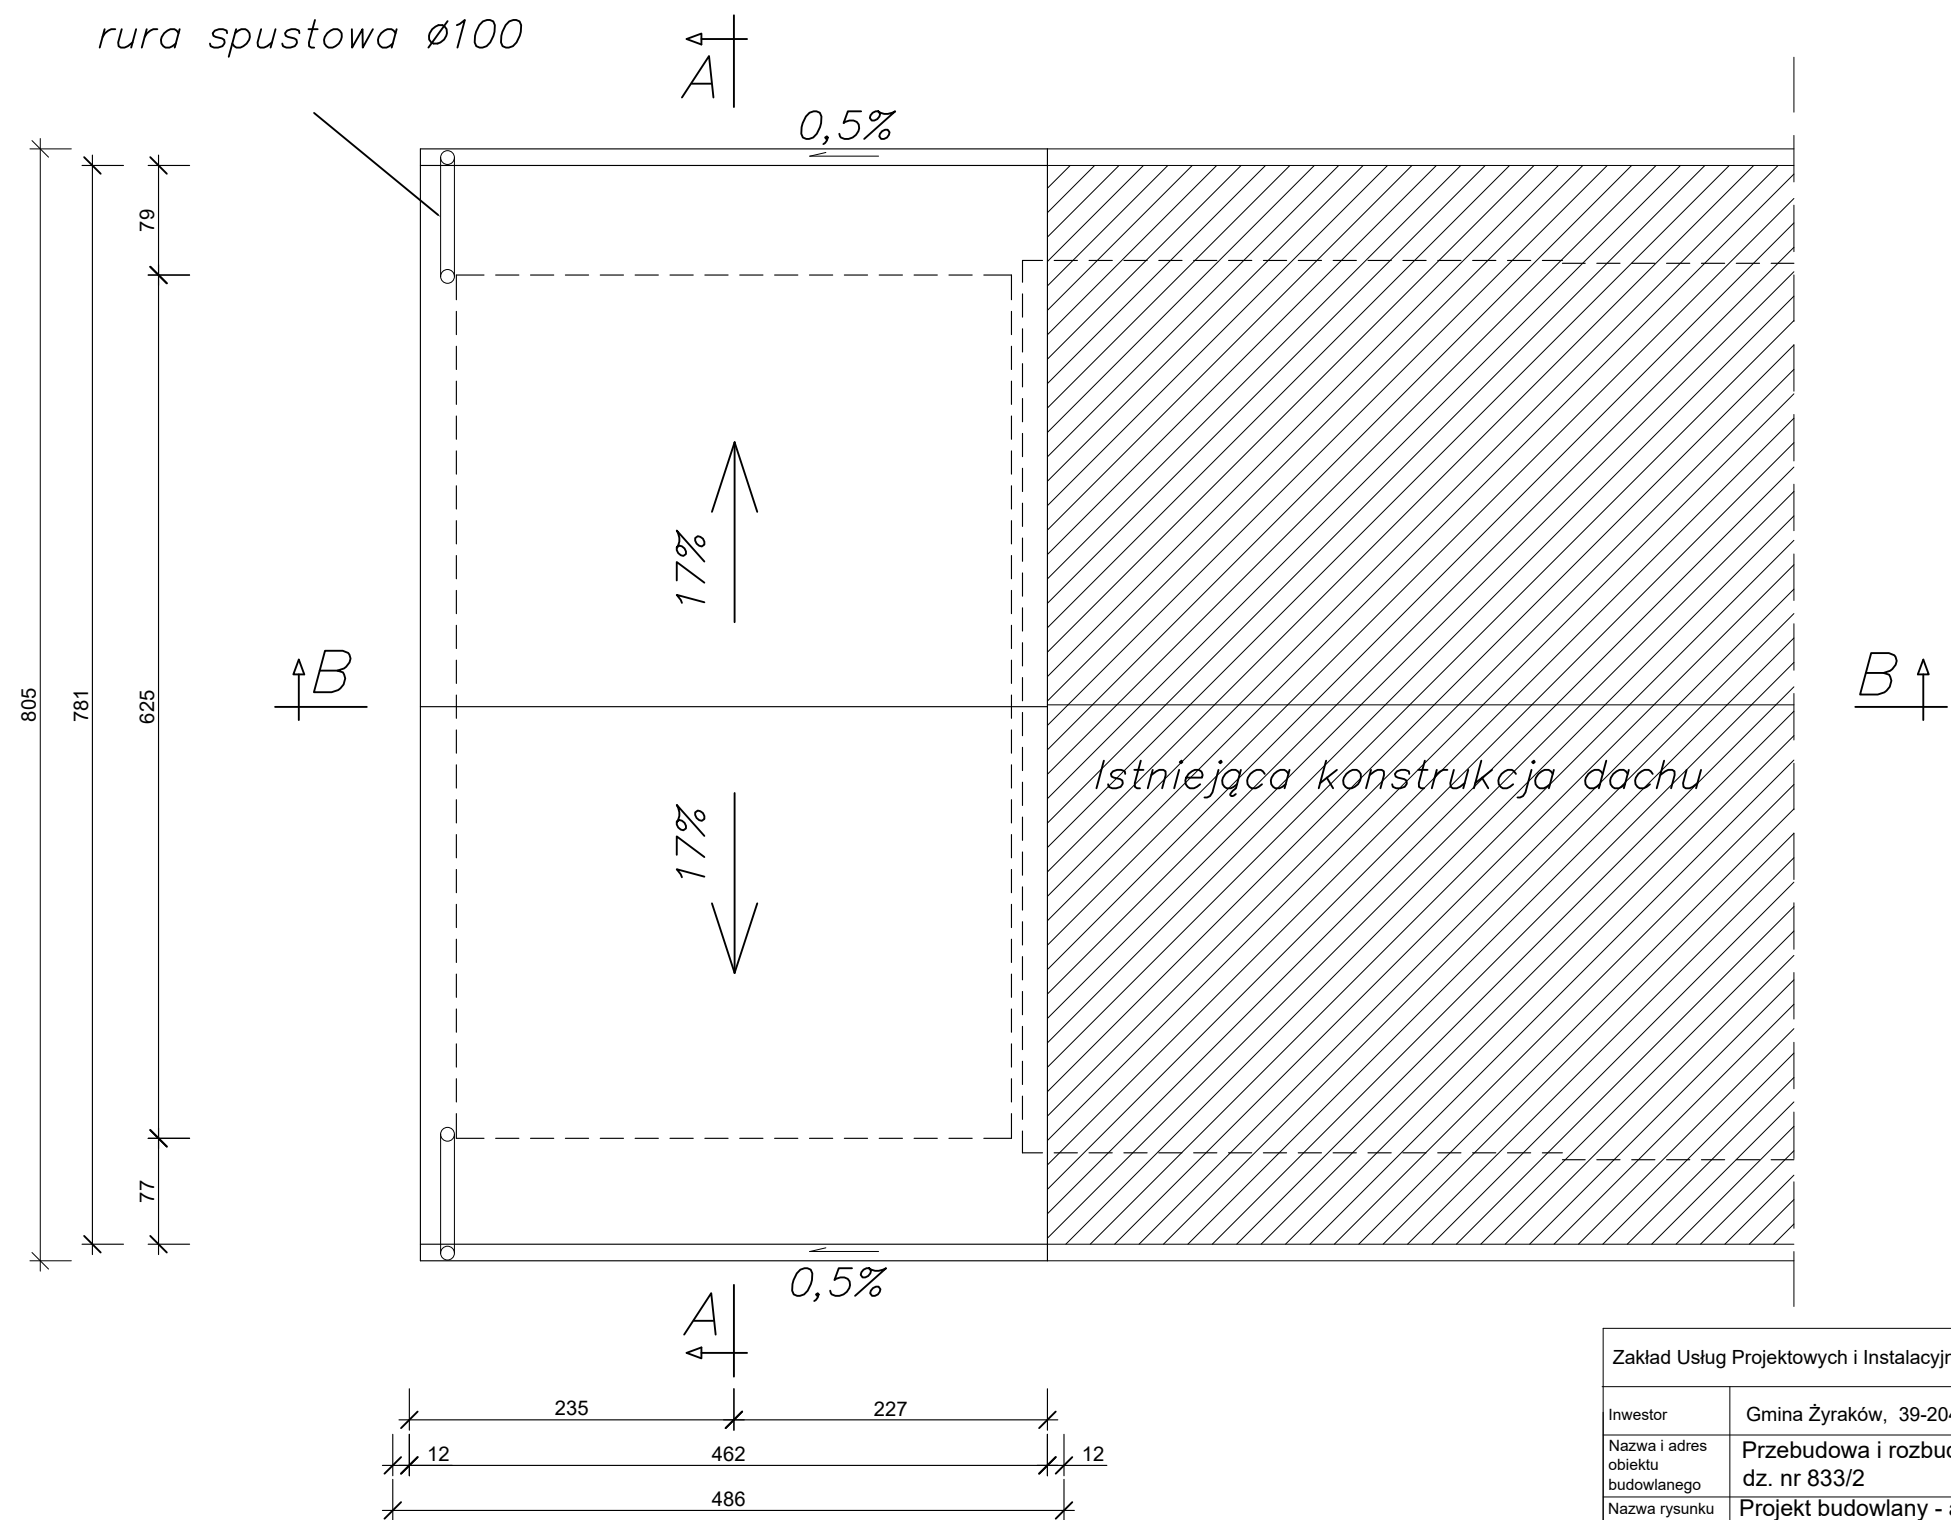 rura spustowa Ø100
A
0,5%
79
17%
B
B
805
781
625
Istniejąca konstrukcja dachu
17%
77
0,5%
A
235
227
12
462
12
486
Zakład Usług Projektowych i Instalacyjn
Inwestor
Gmina Żyraków, 39-204
Nazwa i adres
obiektu
budowlanego
Przebudowa i rozbud
dz. nr 833/2
Nazwa rysunku
Projekt budowlany - a